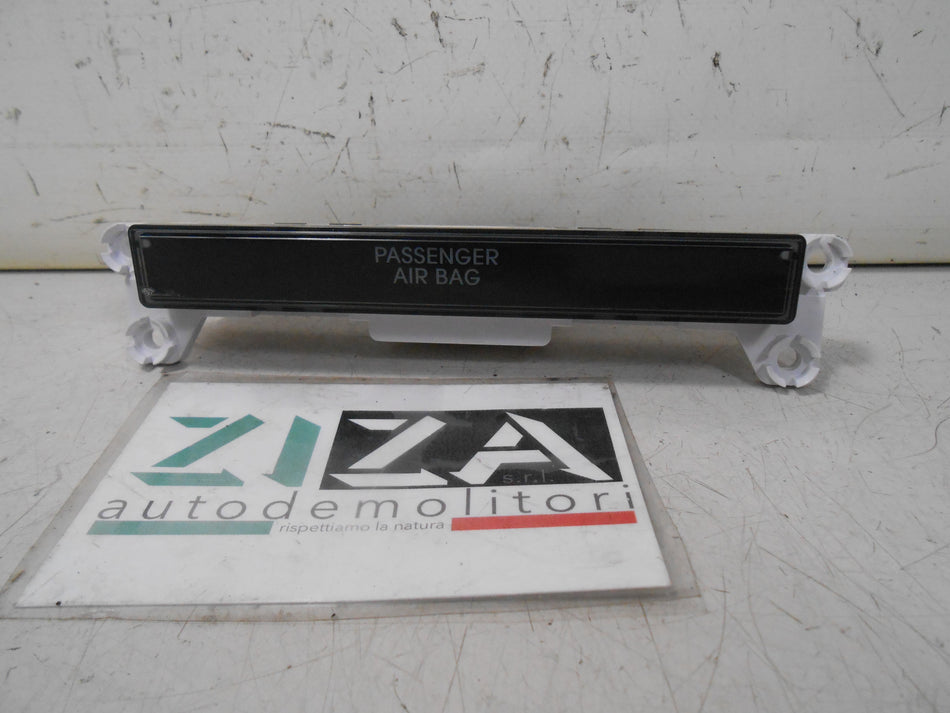 PASSENGER
AIR BAG
ZIZA
s.r.l.
autodemolitori
rispettiamo la natura